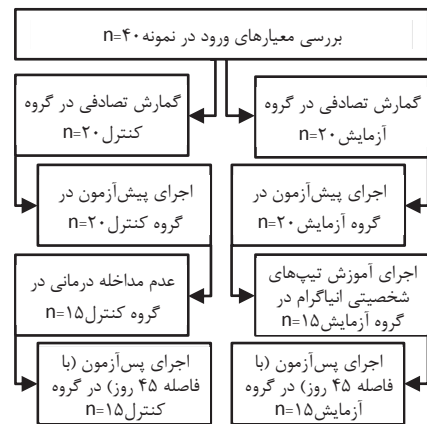 بررسی معیارهای ورود در نمونه n=۴۰
گمارش تصادفی در گروه
آزمایش n=۲۰
گمارش تصادفی در گروه
کنترل n=۲۰
اجرای پیش‌آزمون در
گروه آزمایش n=۲۰
اجرای پیش‌آزمون در
گروه کنترل n=۲۰
اجرای آموزش تیپ‌های
شخصیتی انیاگرام در
گروه آزمایش n=۱۵
عدم مداخله درمانی در
گروه کنترل n=۱۵
اجرای پس‌آزمون (با
فاصله ۴۵ روز) در گروه
آزمایش n=۱۵
اجرای پس‌آزمون (با
فاصله ۴۵ روز) در گروه
کنترل n=۱۵